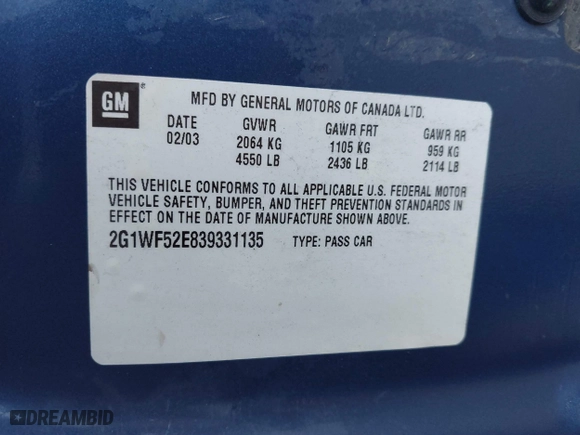 GM
MFD BY GENERAL MOTORS OF CANADA LTD.
DATE GVWR GAWR FRT GAWR RR
02/03 2064 KG 1105 KG 959 KG
4550 LB 2436 LB 2114 LB
THIS VEHICLE CONFORMS TO ALL APPLICABLE U.S. FEDERAL MOTOR
VEHICLE SAFETY, BUMPER, AND THEFT PREVENTION STANDARDS IN
EFFECT ON THE DATE OF MANUFACTURE SHOWN ABOVE.
2G1WF52E839331135 TYPE: PASS CAR
DREAMBID